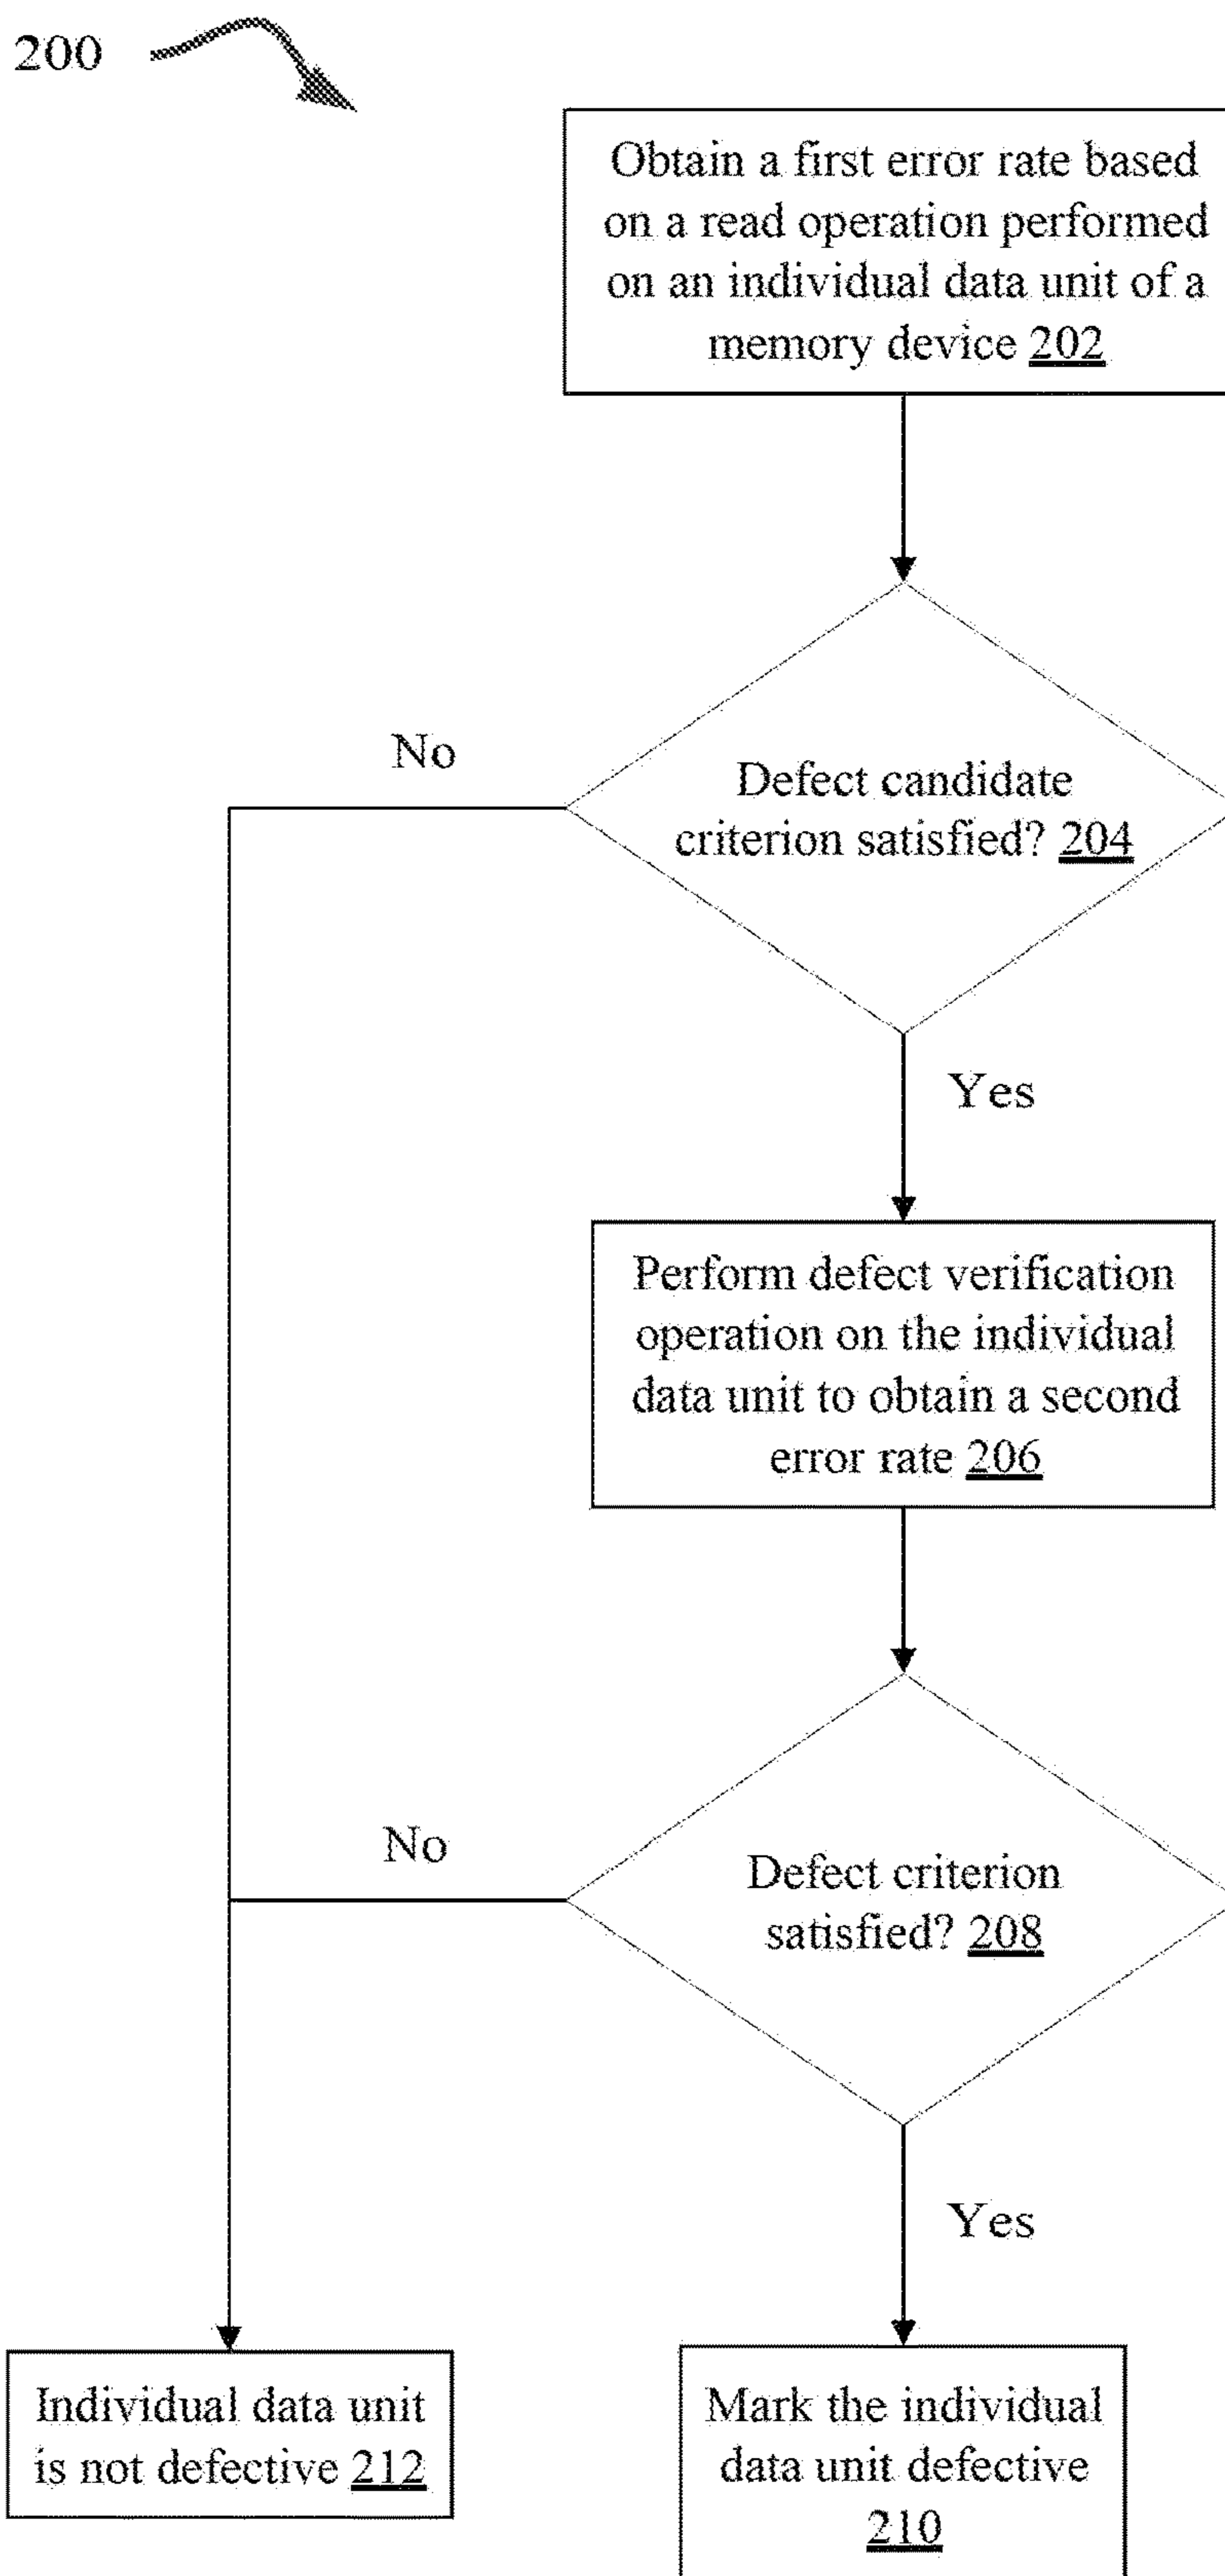 200
Obtain a first error rate based
on a read operation performed
on an individual data unit of a
memory device 202
No
Defect candidate
criterion satisfied? 204
Yes
Perform defect verification
operation on the individual
data unit to obtain a second
error rate 206
No
Defect criterion
satisfied? 208
Yes
Individual data unit
is not defective 212
Mark the individual
data unit defective
210